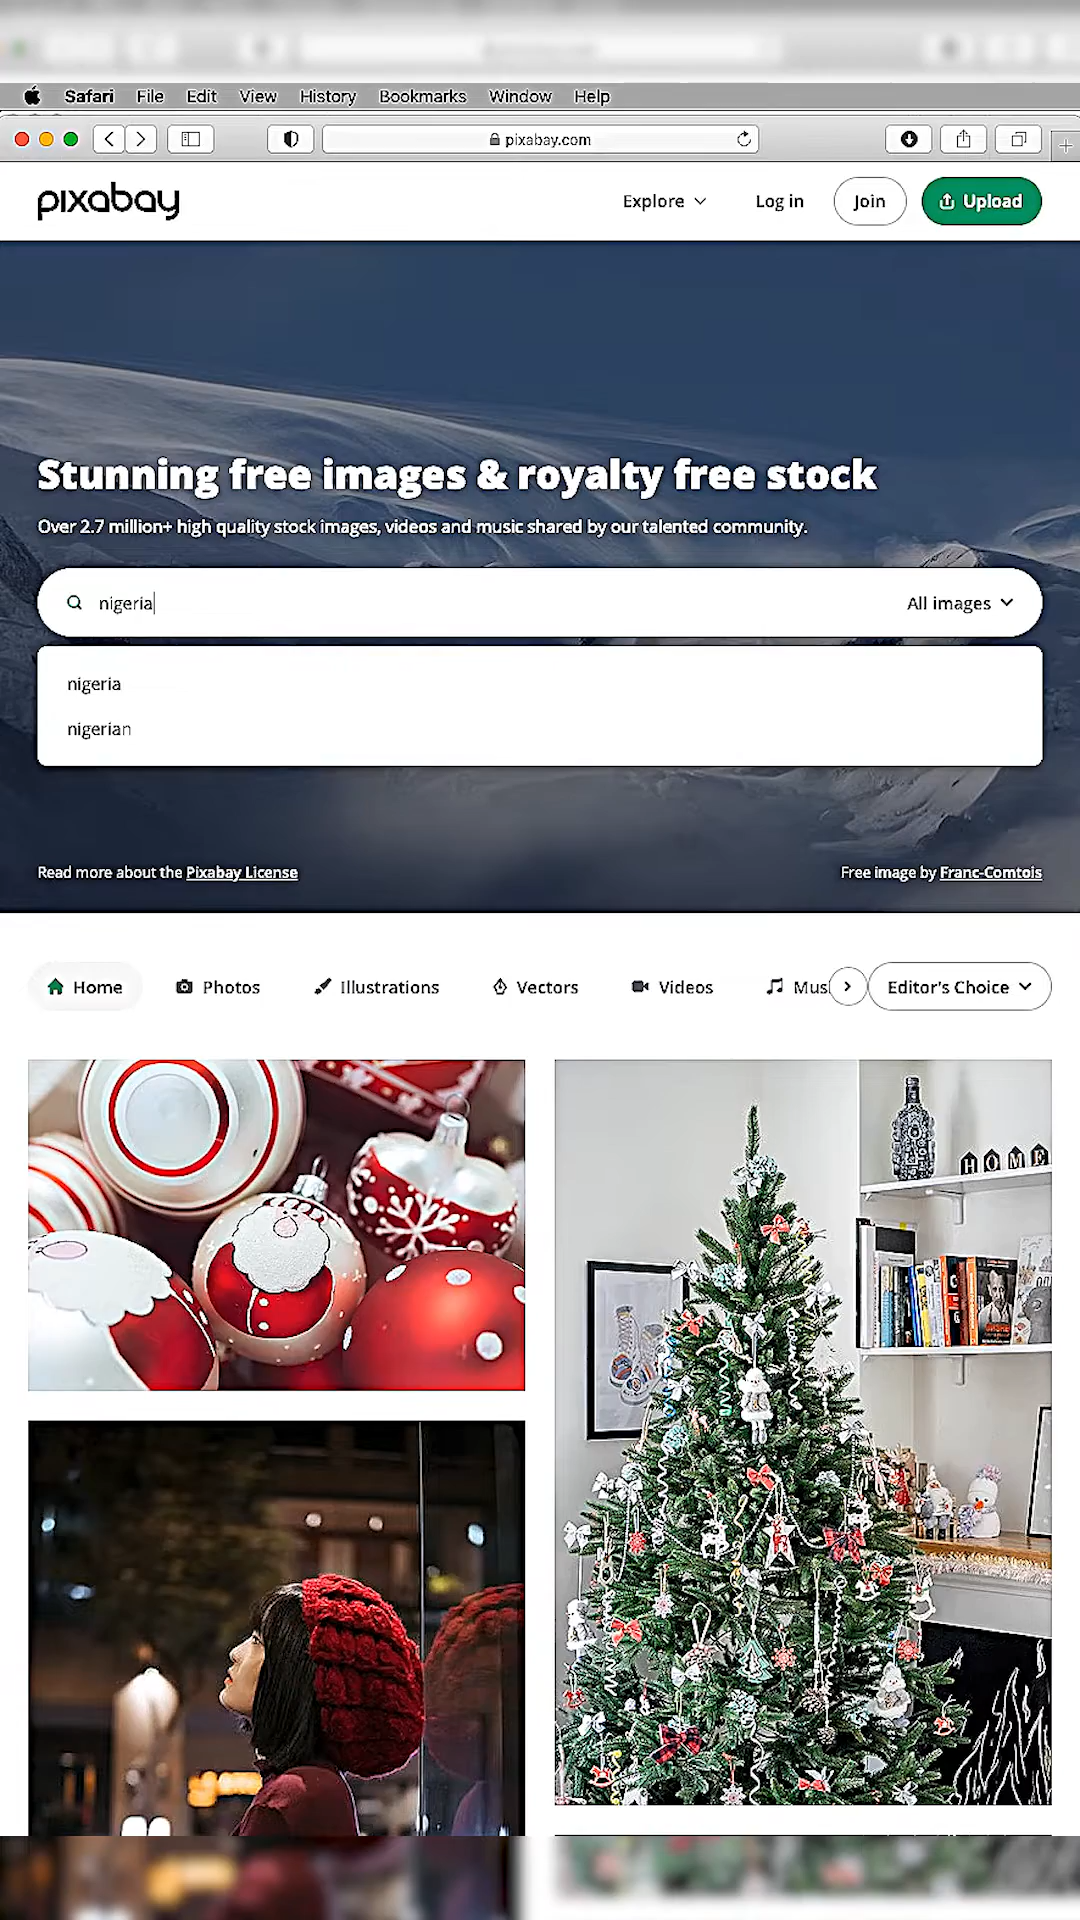 Safari File Edit View History Bookmarks Window Help
pixabay.com
pixabay
Explore
Log in
Join
Upload
Stunning free images & royalty free stock
Over 2.7 million+ high quality stock images, videos and music shared by our talented community.
nigeria
All images
nigeria
nigerian
Read more about the Pixabay License
Free image by Franc-Comtois
Home
Photos
Illustrations
Vectors
Videos
Mus
Editor's Choice
HOME